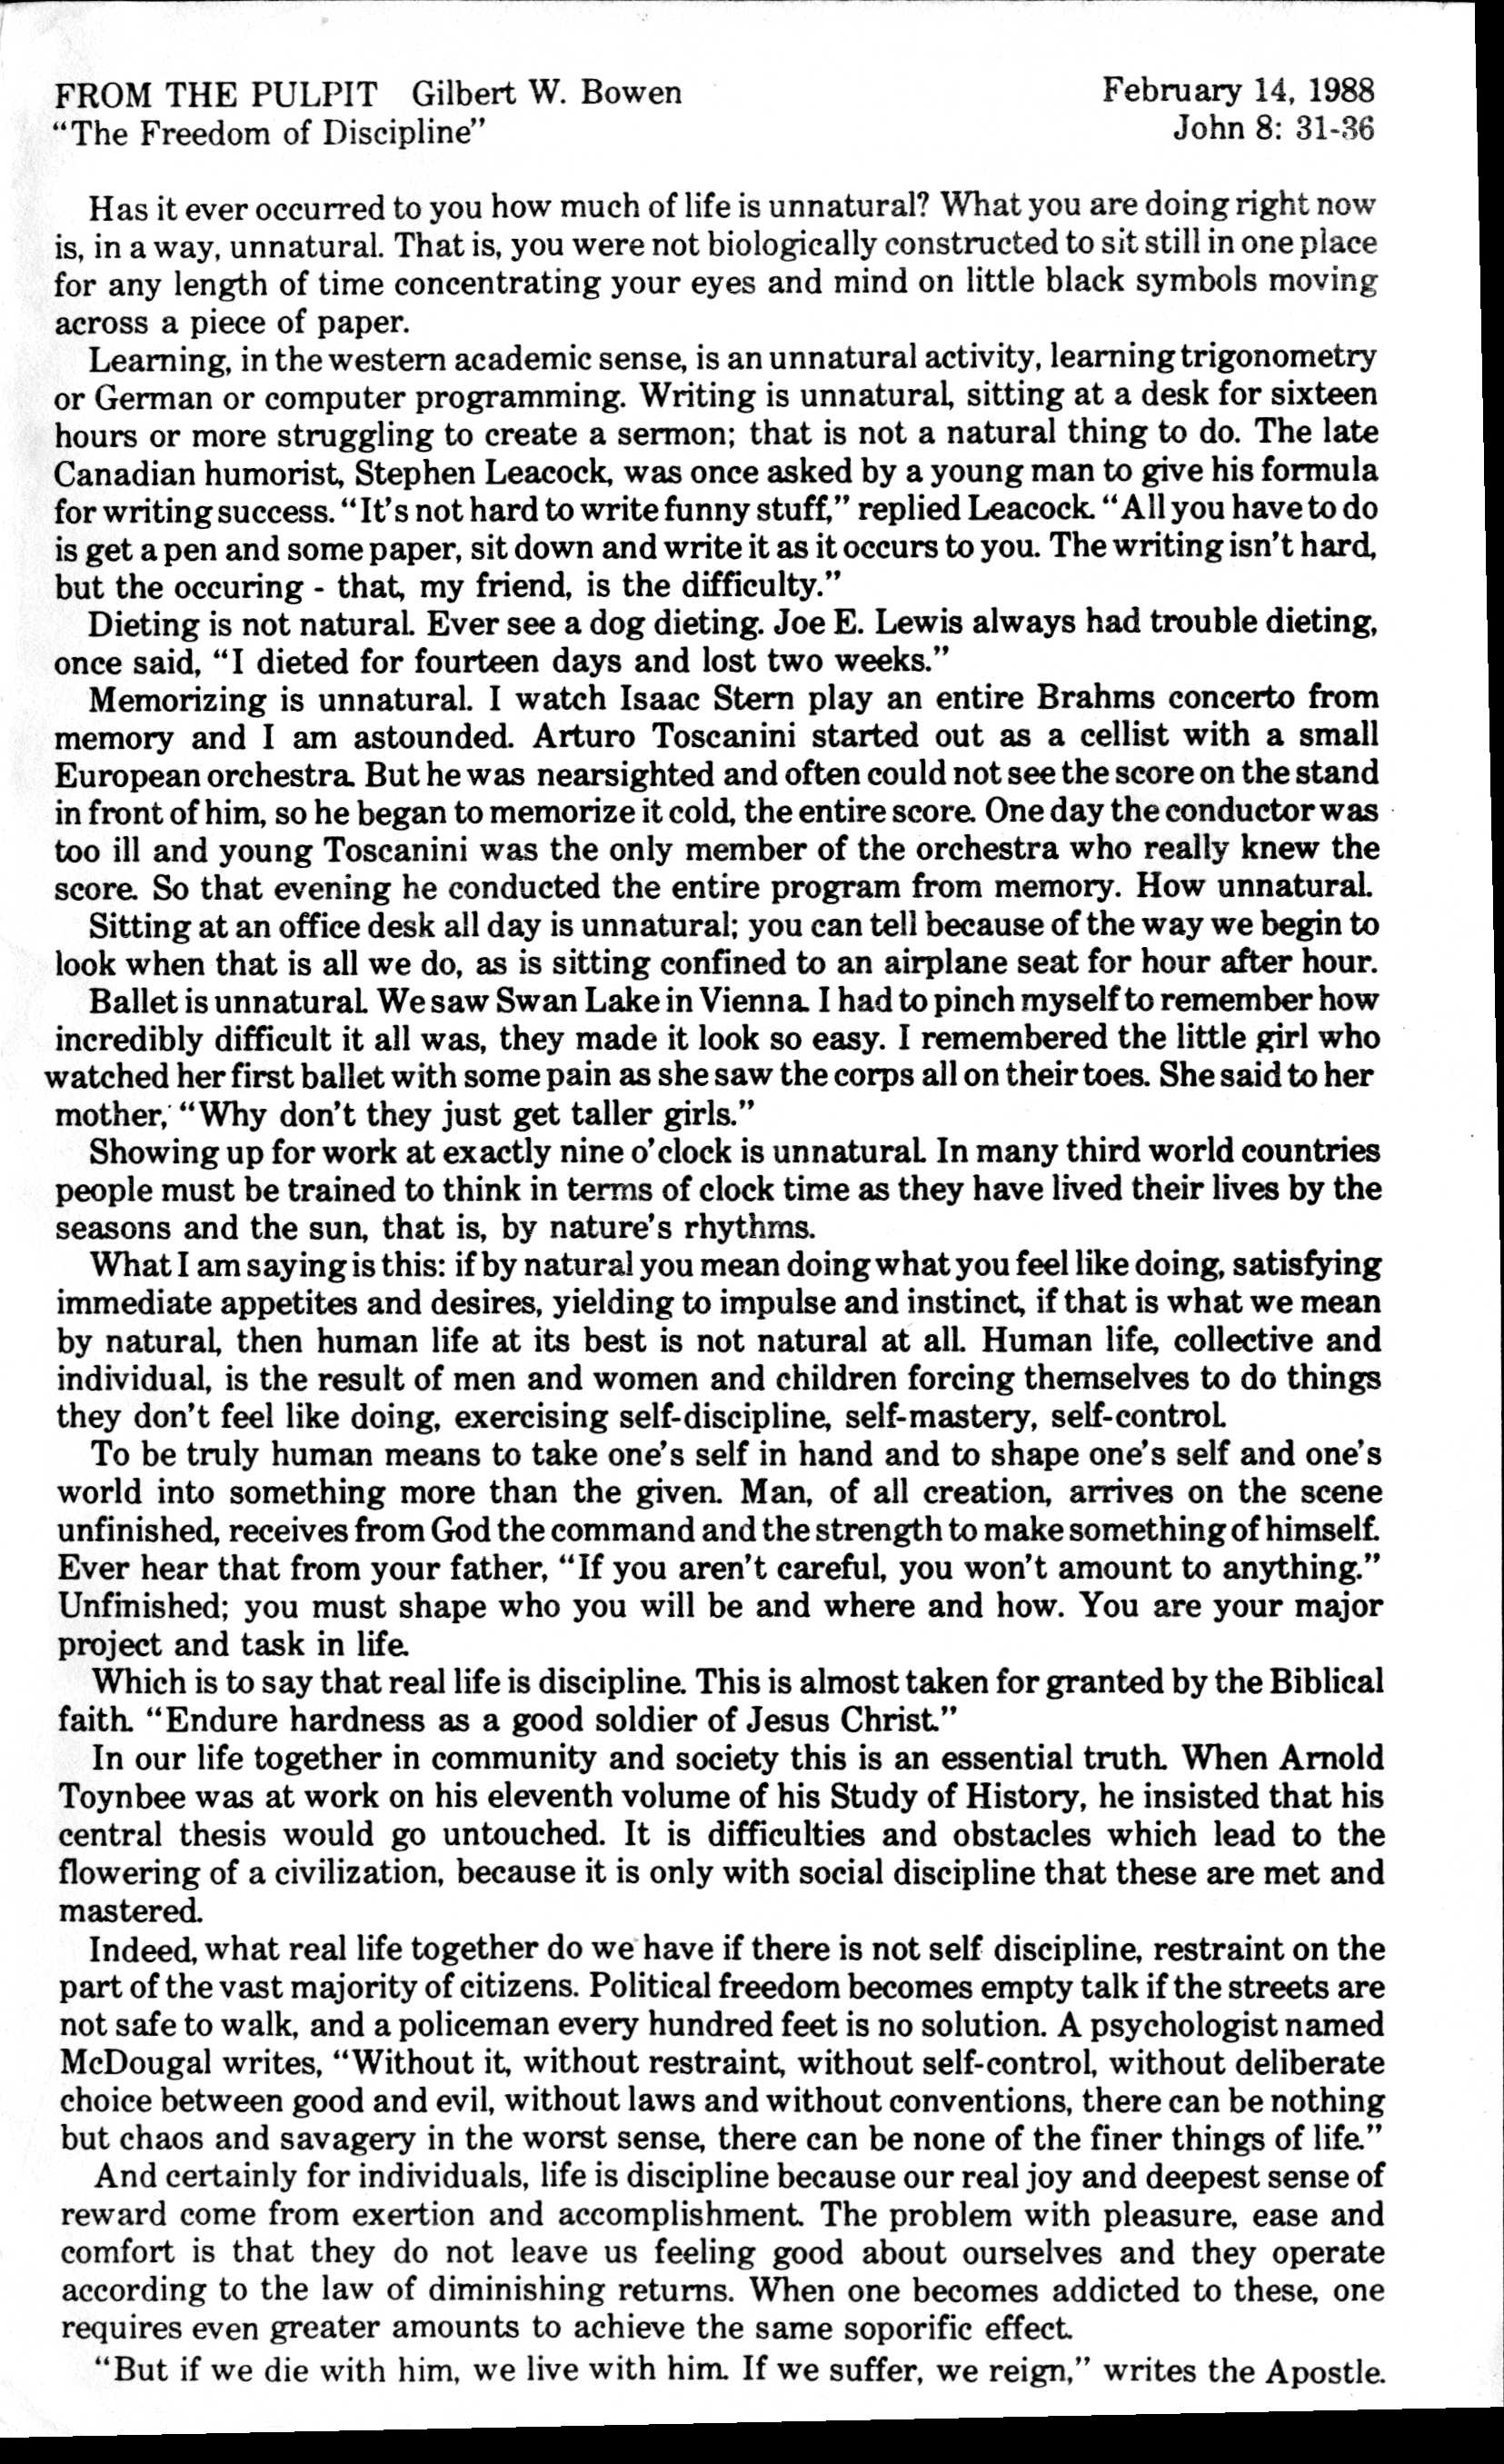 FROM THE PULPIT Gilbert W. Bowen February 14, 1988
“The Freedom of Discipline” John 8: 31-36
Has it ever occurred to you how much of life is unnatural? What you are doing right now
is, in a way, unnatural. That is, you were not biologically constructed to sit still in one place
for any length of time concentrating your eyes and mind on little black symbols moving
across a piece of paper.
Learning, in the western academic sense, is an unnatural activity, learning trigonometry
or German or computer programming. Writing is unnatural, sitting at a desk for sixteen
hours or more struggling to create a sermon; that is not a natural thing to do. The late
Canadian humorist, Stephen Leacock, was once asked by a young man to give his formula
for writing success. “It’s not hard to write funny stuff,” replied Leacock. “All you have to do
is get a pen and some paper, sit down and write it as it occurs to you. The writing isn’t hard,
but the occuring - that, my friend, is the difficulty.”
Dieting is not natural. Ever see a dog dieting. Joe E. Lewis always had trouble dieting,
once said, “I dieted for fourteen days and lost two weeks.”
Memorizing is unnatural. I watch Isaac Stern play an entire Brahms concerto from
memory and I am astounded. Arturo Toscanini started out as a cellist with a small
European orchestra. But he was nearsighted and often could not see the score on the stand
in front of him, so he began to memorize it cold, the entire score. One day the conductor was
too ill and young Toscanini was the only member of the orchestra who really knew the
score. So that evening he conducted the entire program from memory. How unnatural.
Sitting at an office desk all day is unnatural; you can tell because of the way we begin to
look when that is all we do, as is sitting confined to an airplane seat for hour after hour.
Ballet is unnatural. We saw Swan Lake in Vienna. I had to pinch myself to remember how
incredibly difficult it all was, they made it look so easy. I remembered the little girl who
watched her first ballet with some pain as she saw the corps all on their toes. She said to her
mother, “Why don’t they just get taller girls.”
Showing up for work at exactly nine o’clock is unnatural. In many third world countries
people must be trained to think in terms of clock time as they have lived their lives by the
seasons and the sun, that is, by nature’s rhythms.
What I am saying is this: if by natural you mean doing what you feel like doing, satisfying
immediate appetites and desires, yielding to impulse and instinct, if that is what we mean
by natural, then human life at its best is not natural at all. Human life, collective and
individual, is the result of men and women and children forcing themselves to do things
they don’t feel like doing, exercising self-discipline, self-mastery, self-control.
To be truly human means to take one’s self in hand and to shape one’s self and one’s
world into something more than the given. Man, of all creation, arrives on the scene
unfinished, receives from God the command and the strength to make something of himself.
Ever hear that from your father, “If you aren’t careful, you won’t amount to anything.”
Unfinished; you must shape who you will be and where and how. You are your major
project and task in life.
Which is to say that real life is discipline. This is almost taken for granted by the Biblical
faith. “Endure hardness as a good soldier of Jesus Christ.”
In our life together in community and society this is an essential truth. When Arnold
Toynbee was at work on his eleventh volume of his Study of History, he insisted that his
central thesis would go untouched. It is difficulties and obstacles which lead to the
flowering of a civilization, because it is only with social discipline that these are met and
mastered.
Indeed, what real life together do we have if there is not self discipline, restraint on the
part of the vast majority of citizens. Political freedom becomes empty talk if the streets are
not safe to walk, and a policeman every hundred feet is no solution. A psychologist named
McDougal writes, “Without it, without restraint, without self-control, without deliberate
choice between good and evil, without laws and without conventions, there can be nothing
but chaos and savagery in the worst sense, there can be none of the finer things of life.”
And certainly for individuals, life is discipline because our real joy and deepest sense of
reward come from exertion and accomplishment. The problem with pleasure, ease and
comfort is that they do not leave us feeling good about ourselves and they operate
according to the law of diminishing returns. When one becomes addicted to these, one
requires even greater amounts to achieve the same soporific effect.
“But if we die with him, we live with him. If we suffer, we reign,” writes the Apostle.